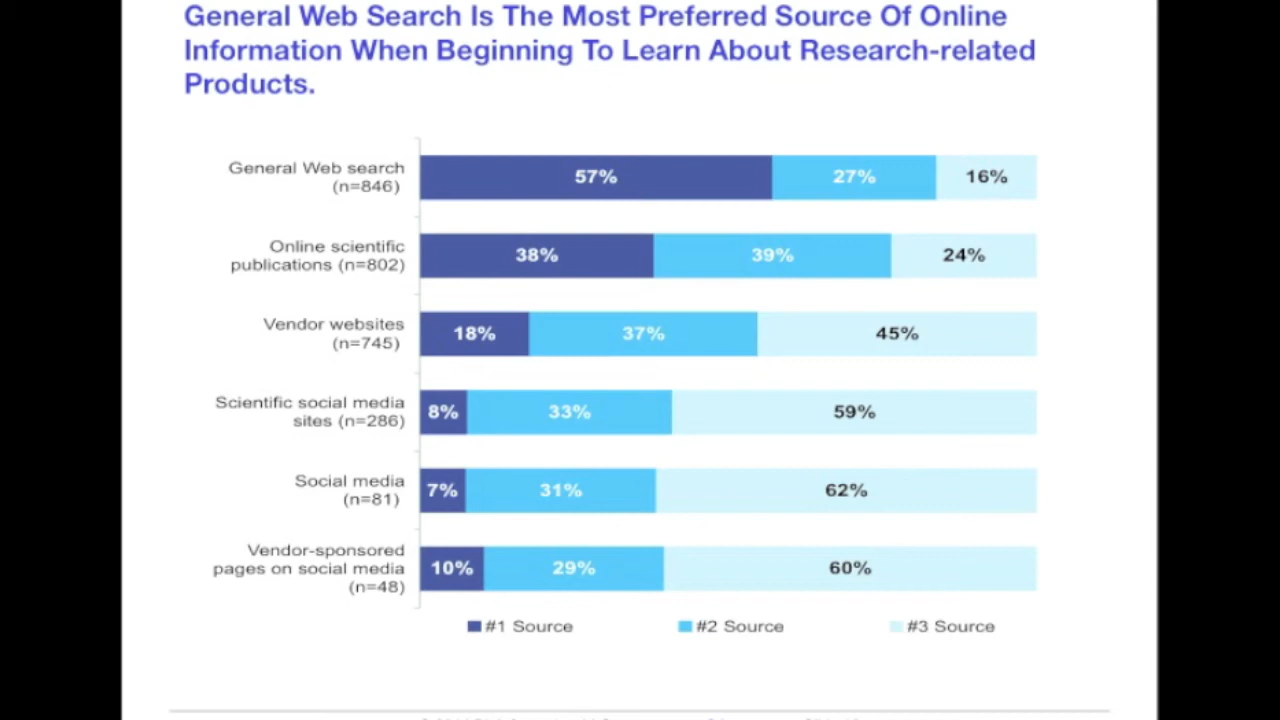 General Web Search Is The Most Preferred Source Of Online
Information When Beginning To Learn About Research-related
Products.
General Web search
(n=846)
57% 27% 16%
Online scientific
publications (n=802)
38% 39% 24%
Vendor websites
(n=745)
18% 37% 45%
Scientific social media
sites (n=286)
8% 33% 59%
Social media
(n=81)
7% 31% 62%
Vendor-sponsored
pages on social media
(n=48)
10% 29% 60%
#1 Source #2 Source #3 Source